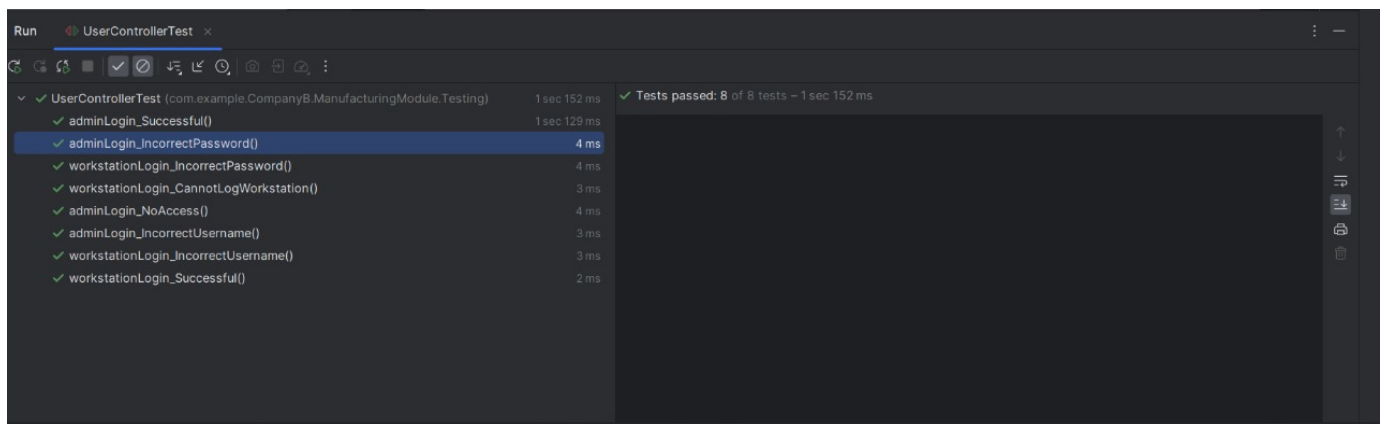 Run UserControllerTest ×
UserControllerTest (com.example.CompanyB.ManufacturingModule.Testing) 1 sec 152 ms
Tests passed: 8 of 8 tests – 1 sec 152 ms
adminLogin_Successful() 1 sec 129 ms
adminLogin_IncorrectPassword() 4 ms
workstationLogin_IncorrectPassword() 4 ms
workstationLogin_CannotLogWorkstation() 3 ms
adminLogin_NoAccess() 4 ms
adminLogin_IncorrectUsername() 3 ms
workstationLogin_IncorrectUsername() 3 ms
workstationLogin_Successful() 2 ms